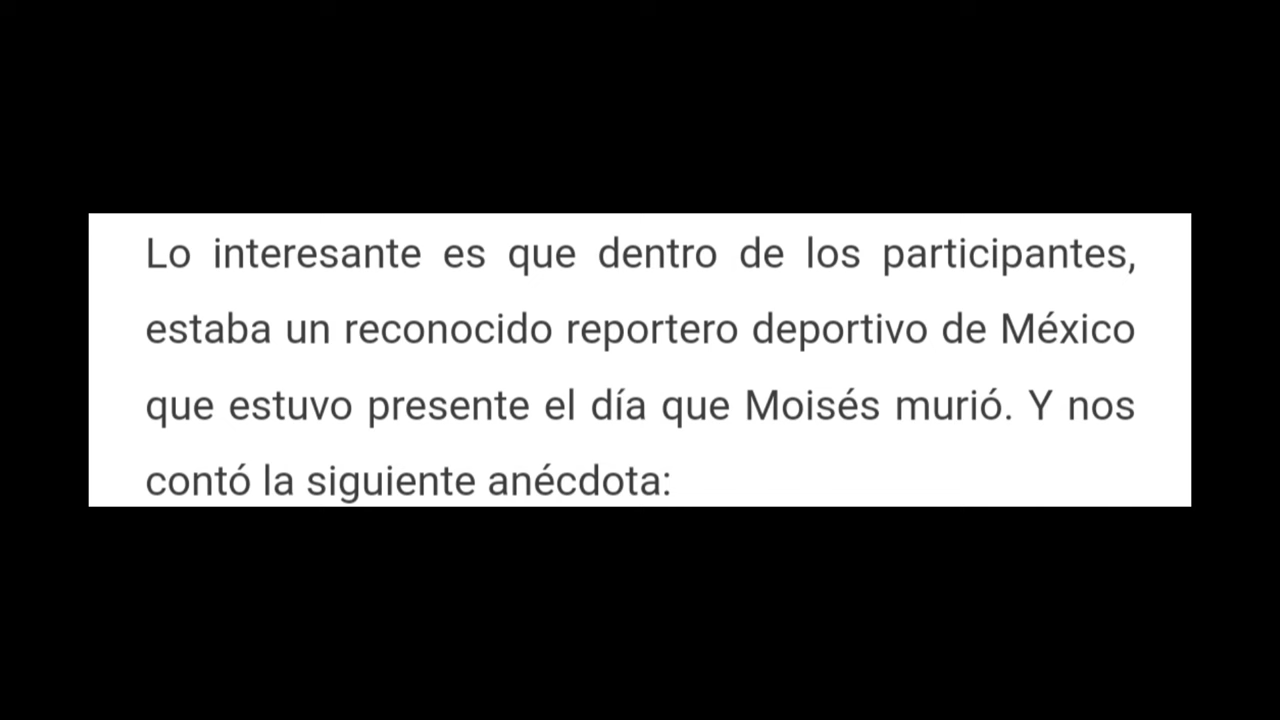 Lo interesante es que dentro de los participantes,
estaba un reconocido reportero deportivo de México
que estuvo presente el día que Moisés murió. Y nos
contó la siguiente anécdota: